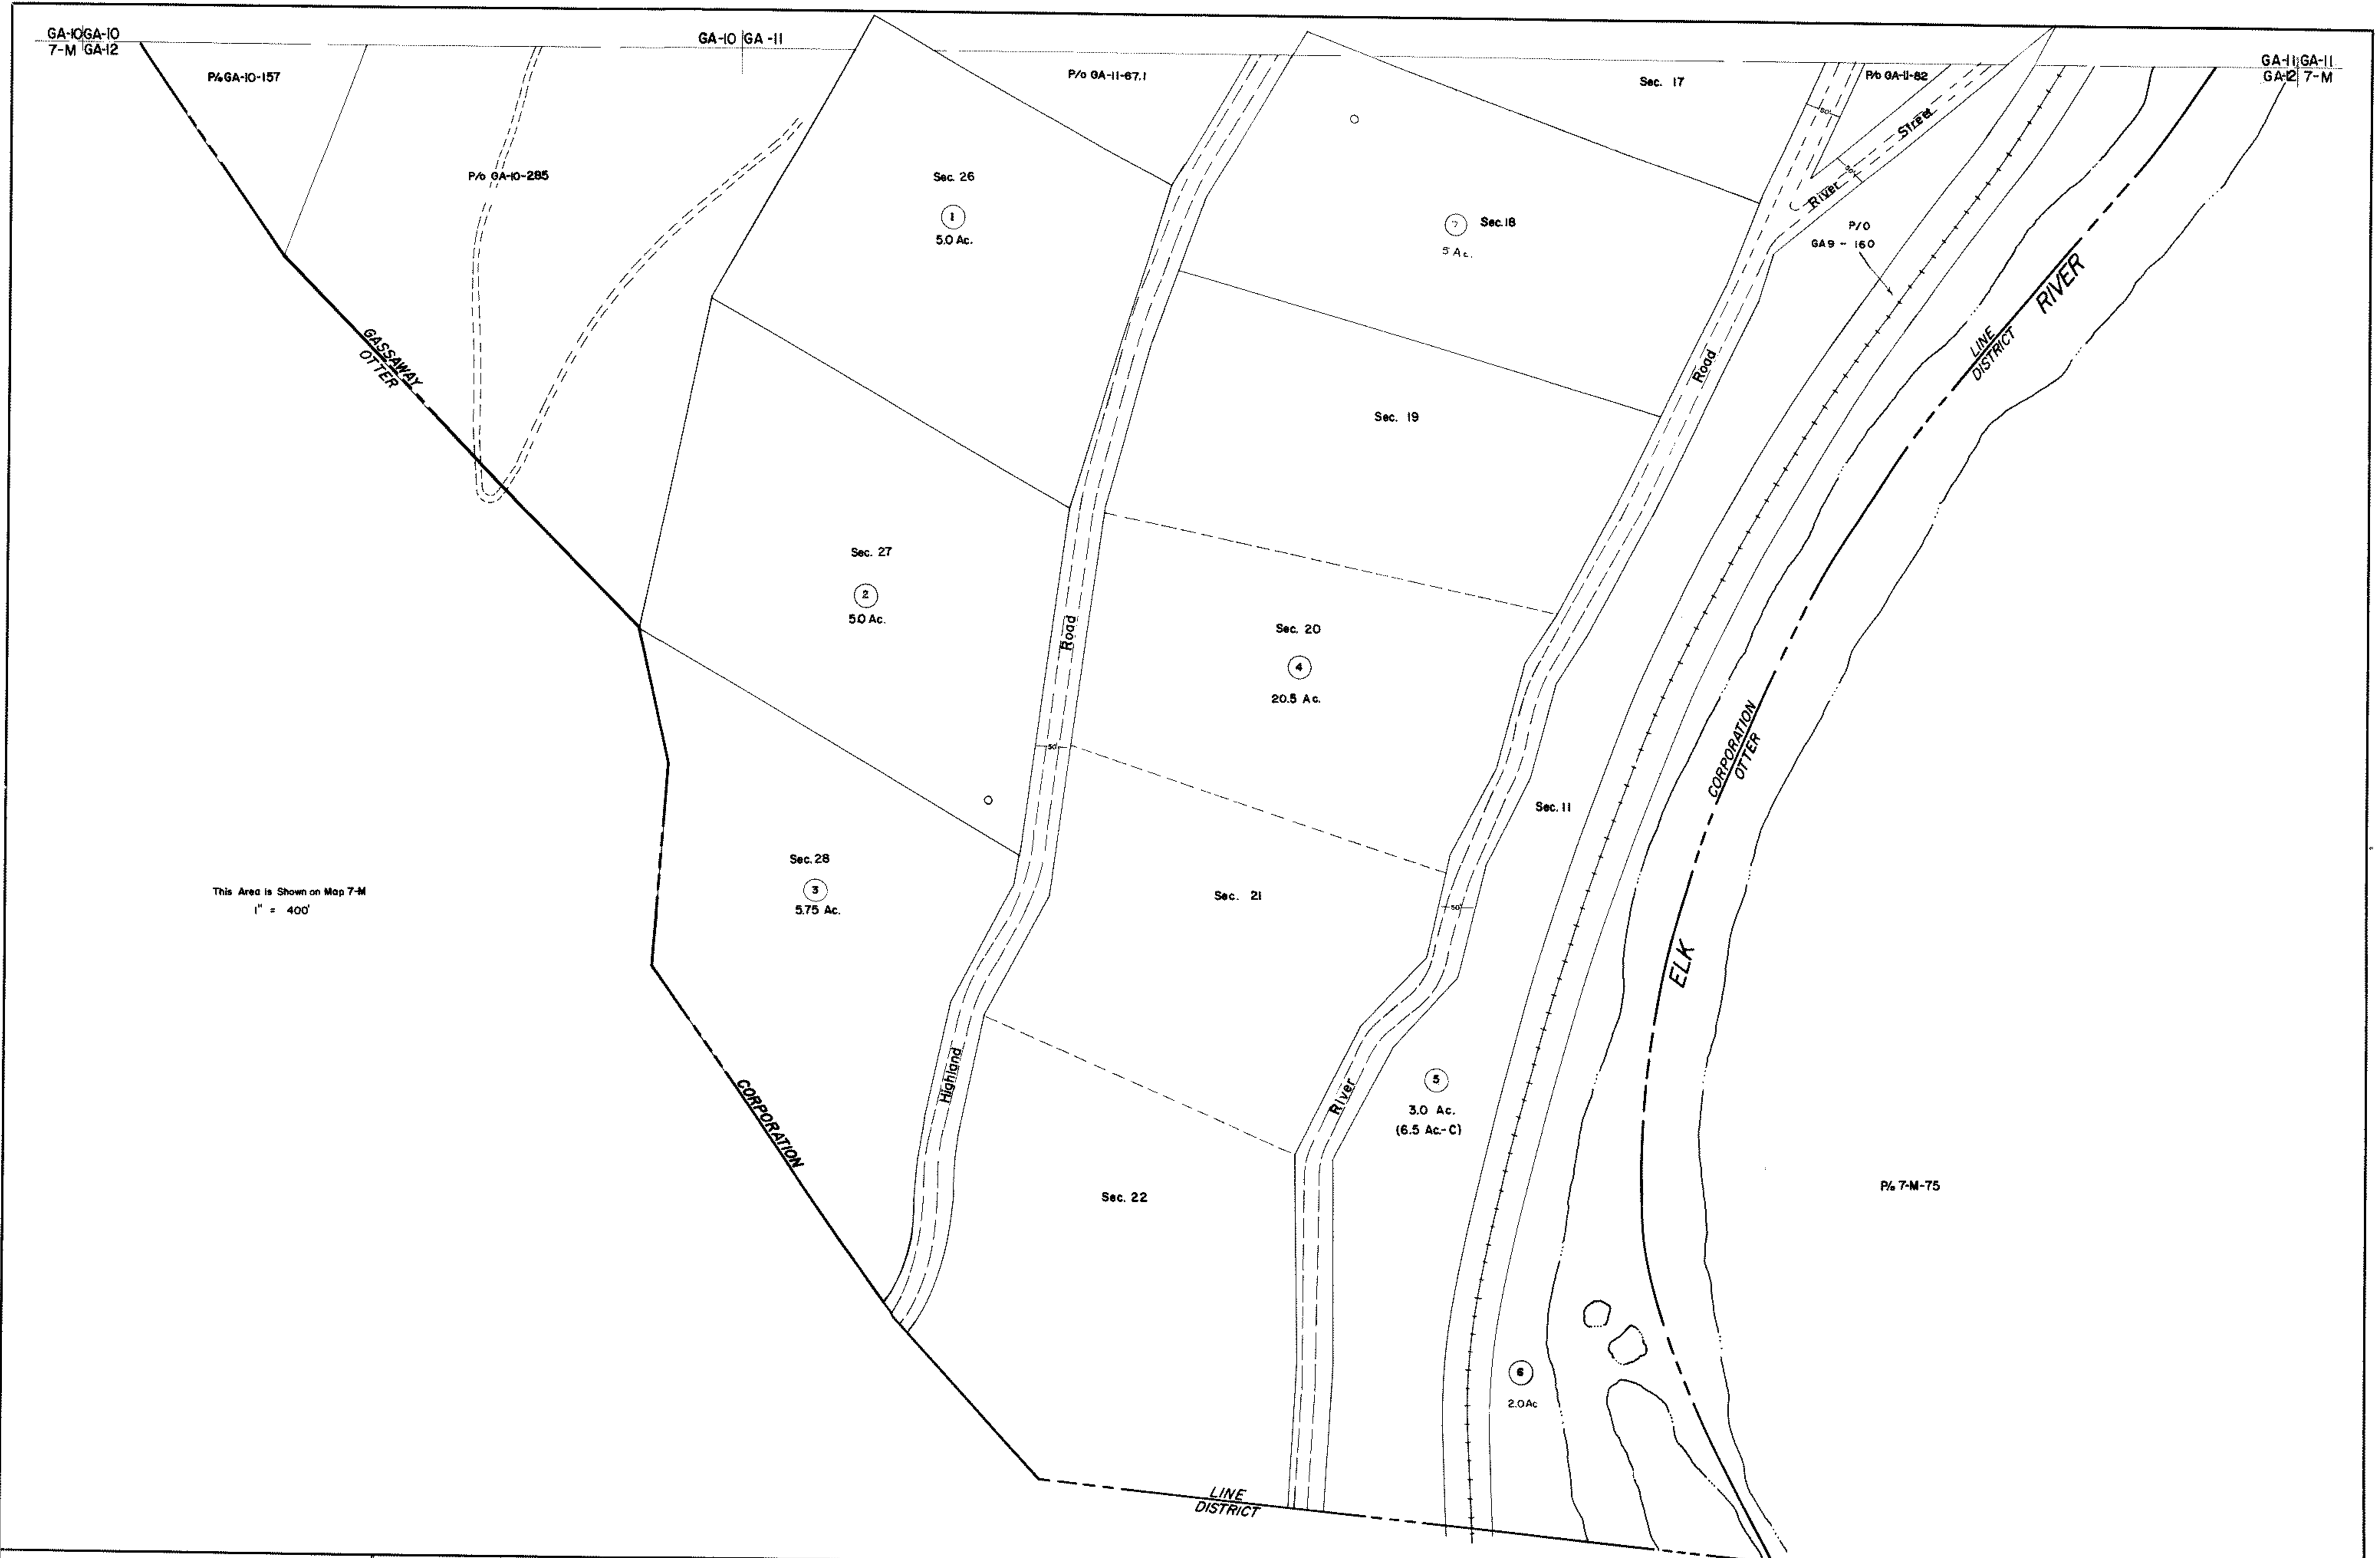 GA-10 GA-10
7-M GA-12
GA-10 GA-11
GA-11 GA-11
GA-12 7-M
P/o GA-10-157
P/o GA-11-67.1
Sec. 17
P/o GA-11-82
Street
50'
50'
River
P/o GA-10-285
Sec. 26
1
5.0 Ac.
7 Sec. 18
5 Ac.
P/O
GA9 - 160
RIVER
LINE
DISTRICT
GASSAWAY
OTTER
Road
Sec. 19
Sec. 27
2
5.0 Ac.
Road
Sec. 20
4
20.5 Ac.
50'
CORPORATION
OTTER
Sec. 11
Sec. 28
3
5.75 Ac.
This Area is Shown on Map 7-M
1" = 400'
Sec. 21
50'
ELK
Highland
River
5
3.0 Ac.
(6.5 Ac.-C)
CORPORATION
Sec. 22
P/o 7-M-75
6
2.0 Ac
LINE
DISTRICT